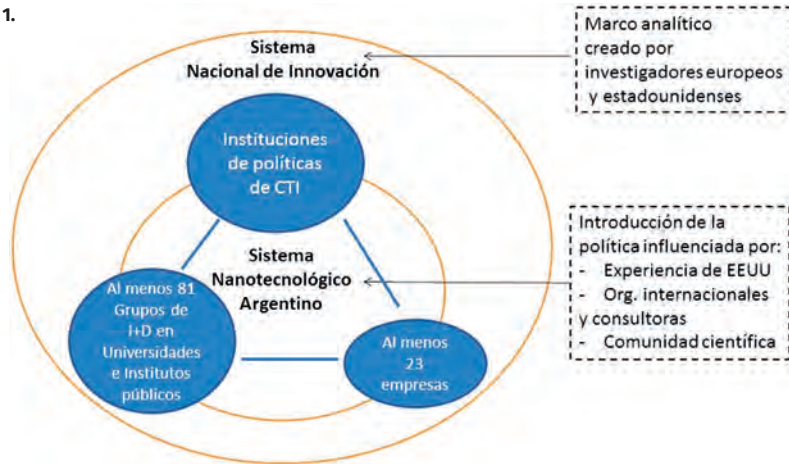 1.
Sistema
Nacional de Innovación
Instituciones
de políticas
de CTI
Sistema
Nanotecnológico
Argentino
Al menos 81
Grupos de
I+D en
Universidades
e Institutos
públicos
Al menos
23
empresas
Marco analítico
creado por
investigadores europeos
y estadounidenses
Introducción de la
política influenciada por:
- Experiencia de EEUU
- Org. internacionales
y consultoras
- Comunidad científica